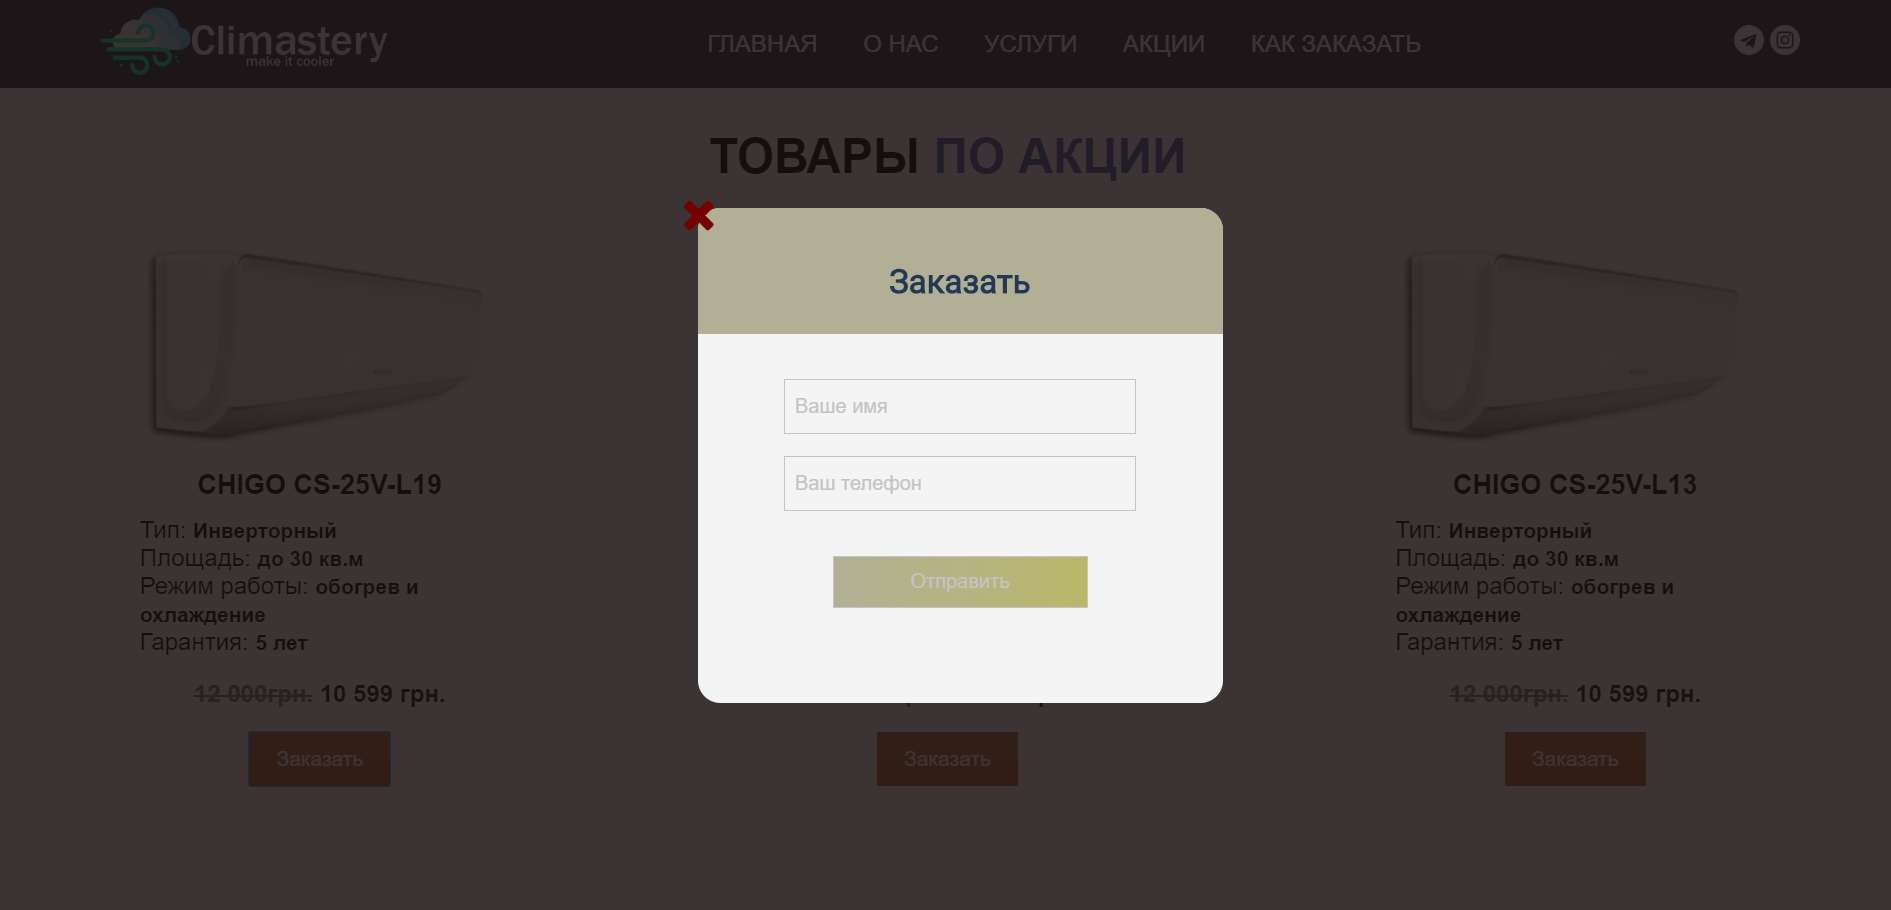 Climastery
make it cooler
ГЛАВНАЯ О НАС УСЛУГИ АКЦИИ КАК ЗАКАЗАТЬ
ТОВАРЫ ПО АКЦИИ
Заказать
Ваше имя
Ваш телефон
Отправить
CHIGO CS-25V-L19
Тип: Инверторный
Площадь: до 30 кв.м
Режим работы: обогрев и
охлаждение
Гарантия: 5 лет
12 000грн. 10 599 грн.
Заказать
Заказать
CHIGO CS-25V-L13
Тип: Инверторный
Площадь: до 30 кв.м
Режим работы: обогрев и
охлаждение
Гарантия: 5 лет
12 000грн. 10 599 грн.
Заказать